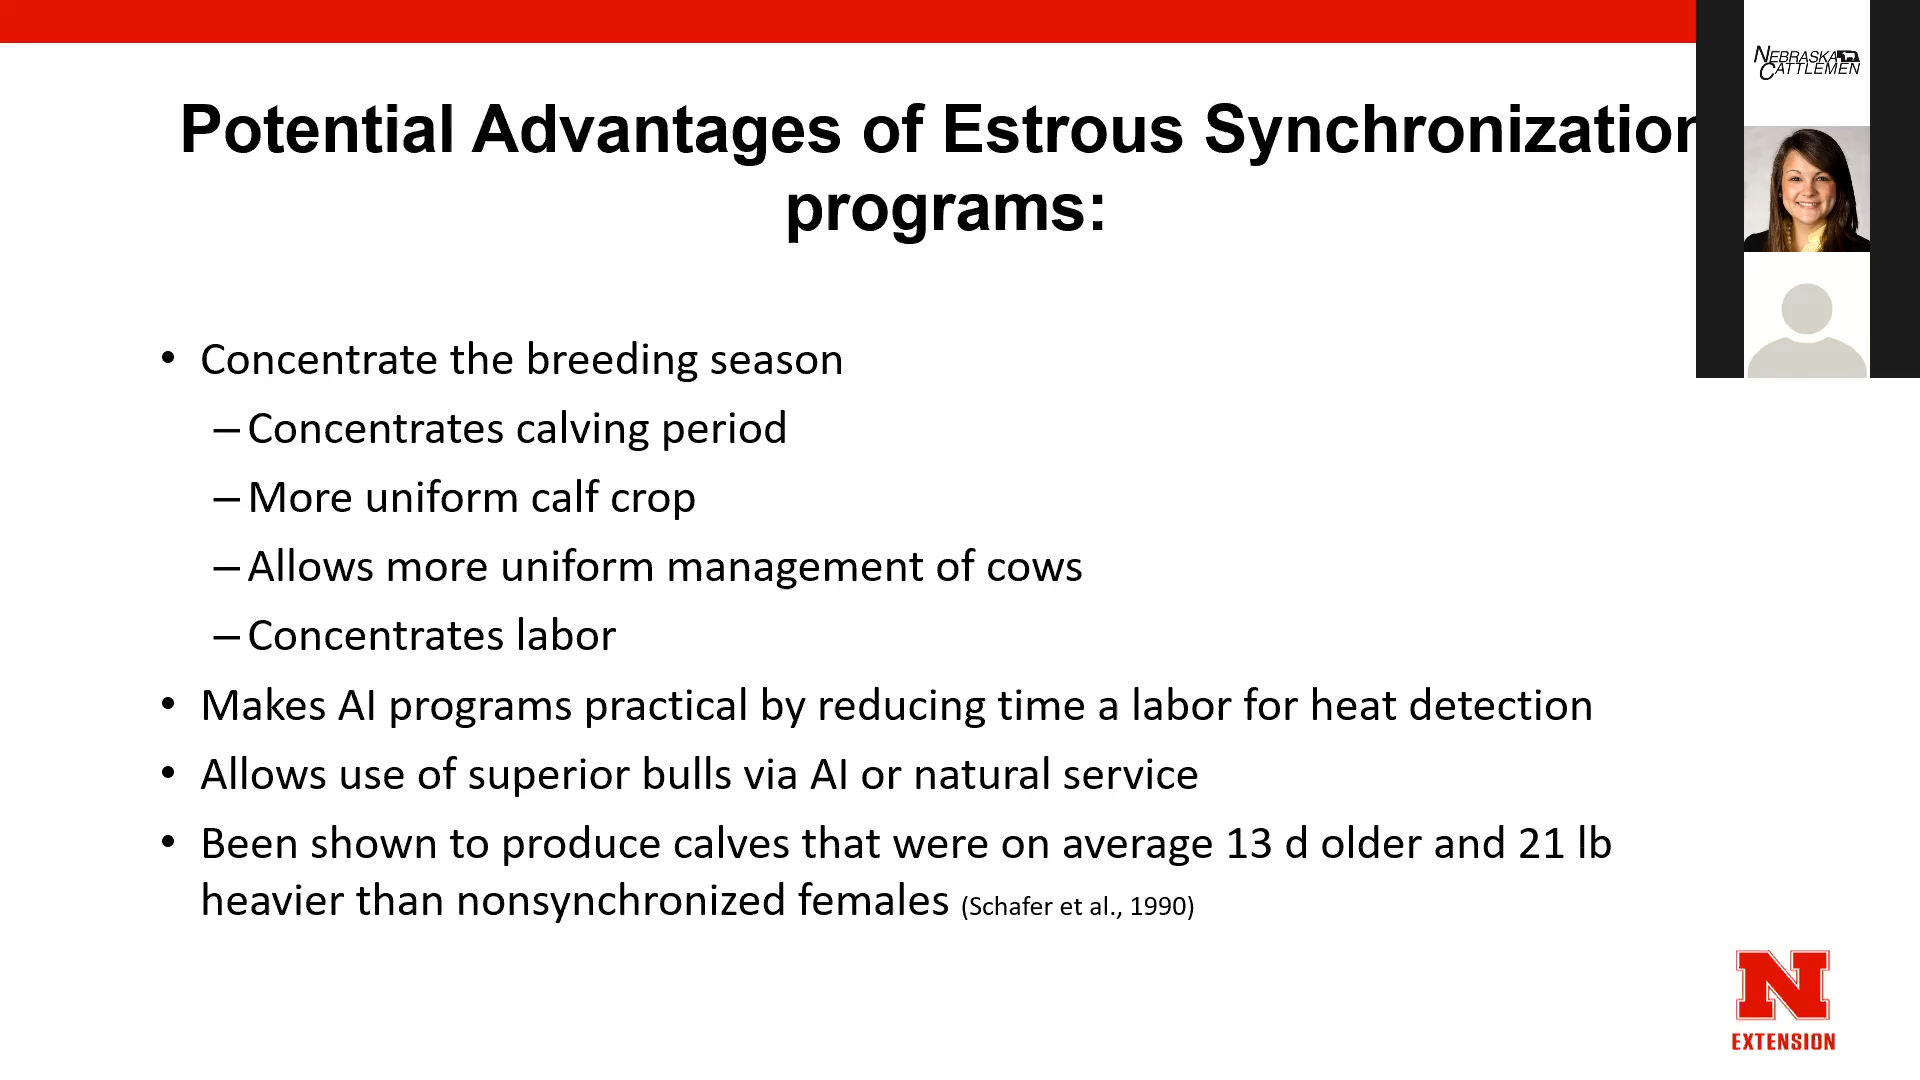 NEBRASKA
CATTLEMEN
Potential Advantages of Estrous Synchronization
programs:
• Concentrate the breeding season
– Concentrates calving period
– More uniform calf crop
– Allows more uniform management of cows
– Concentrates labor
• Makes AI programs practical by reducing time a labor for heat detection
• Allows use of superior bulls via AI or natural service
• Been shown to produce calves that were on average 13 d older and 21 lb
heavier than nonsynchronized females (Schafer et al., 1990)
N
EXTENSION